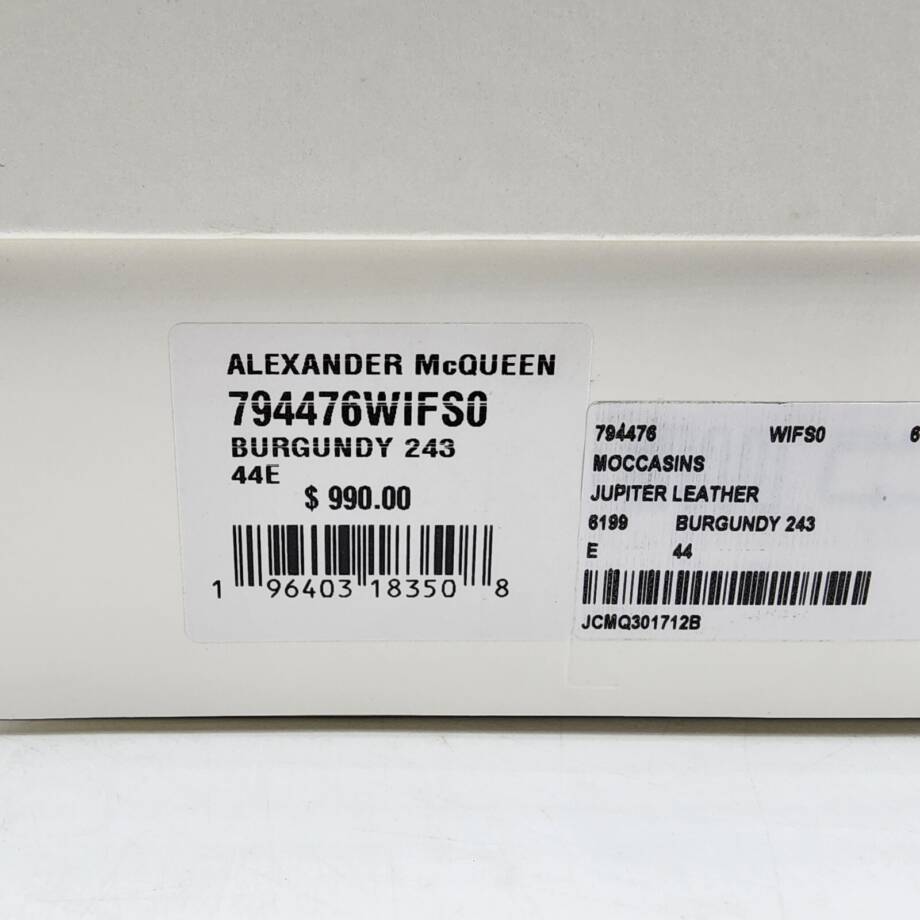 ALEXANDER McQUEEN
794476WIFS0
BURGUNDY 243
44E
$ 990.00
1 96403 18350 8
794476 WIFS0 6
MOCCASINS
JUPITER LEATHER
6199 BURGUNDY 243
E 44
JCMQ301712B